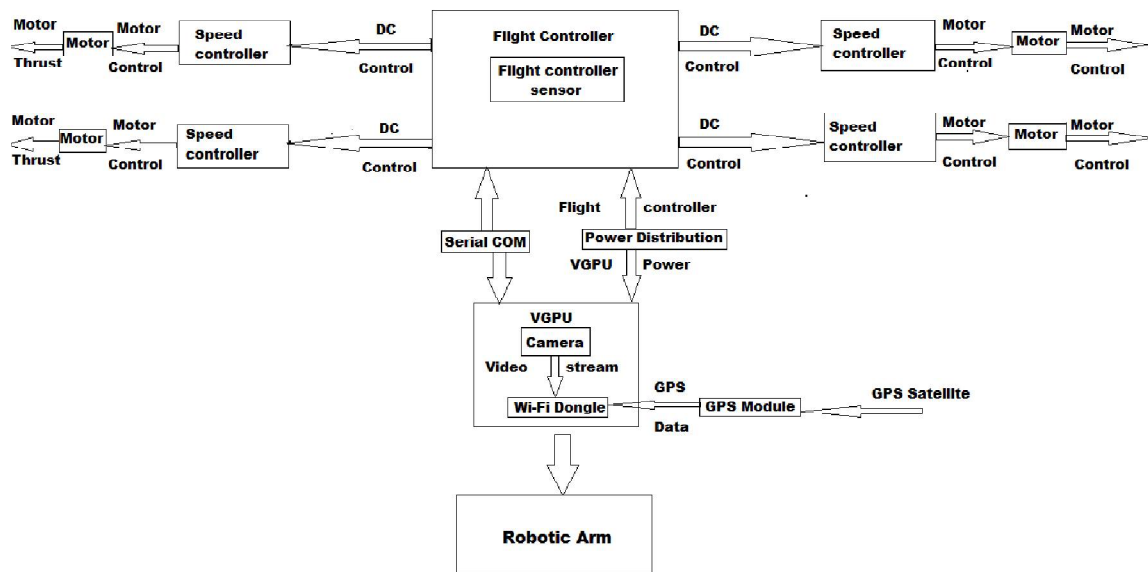 Motor
Thrust
Motor
Motor
Control
Speed
controller
DC
Control
Flight Controller
Flight controller
sensor
DC
Control
Speed
controller
Motor
Control
Motor
Motor
Control
Motor
Thrust
Motor
Motor
Control
Speed
controller
DC
Control
DC
Control
Speed
controller
Motor
Control
Motor
Motor
Control
Serial COM
Flight controller
Power Distribution
VGPU Power
VGPU
Camera
Video stream
Wi-Fi Dongle
GPS
Data
GPS Module
GPS Satellite
Robotic Arm